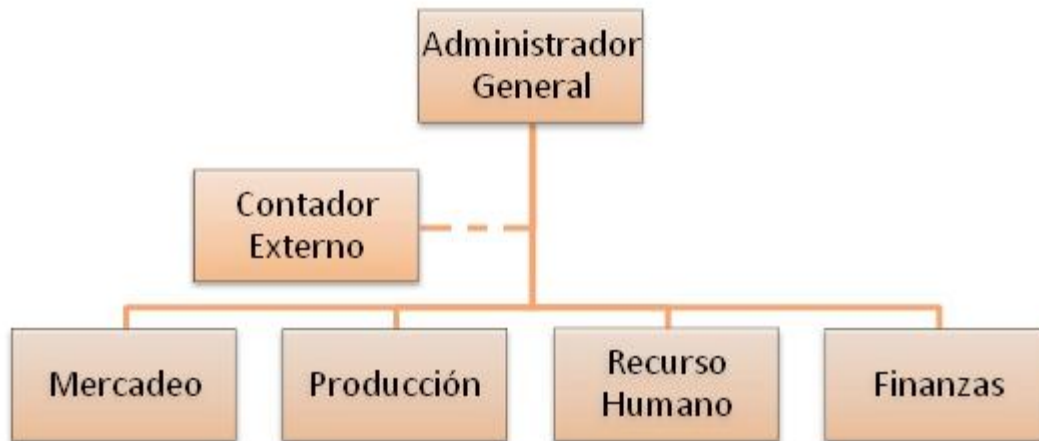 Administrador
General
Contador
Externo
Mercadeo
Producción
Recurso
Humano
Finanzas